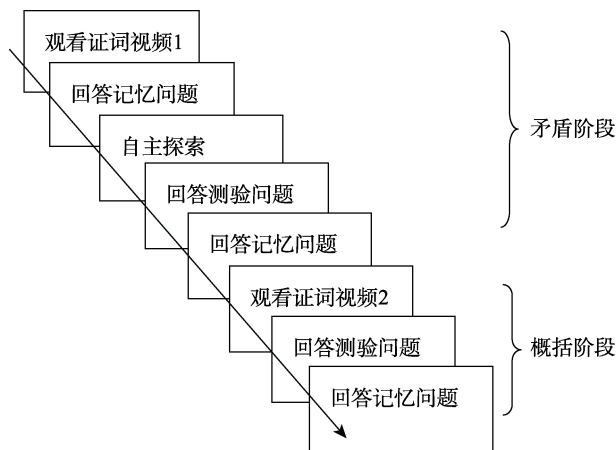 观看证词视频1
回答记忆问题
自主探索
回答测验问题
回答记忆问题
观看证词视频2
回答测验问题
回答记忆问题
矛盾阶段
概括阶段